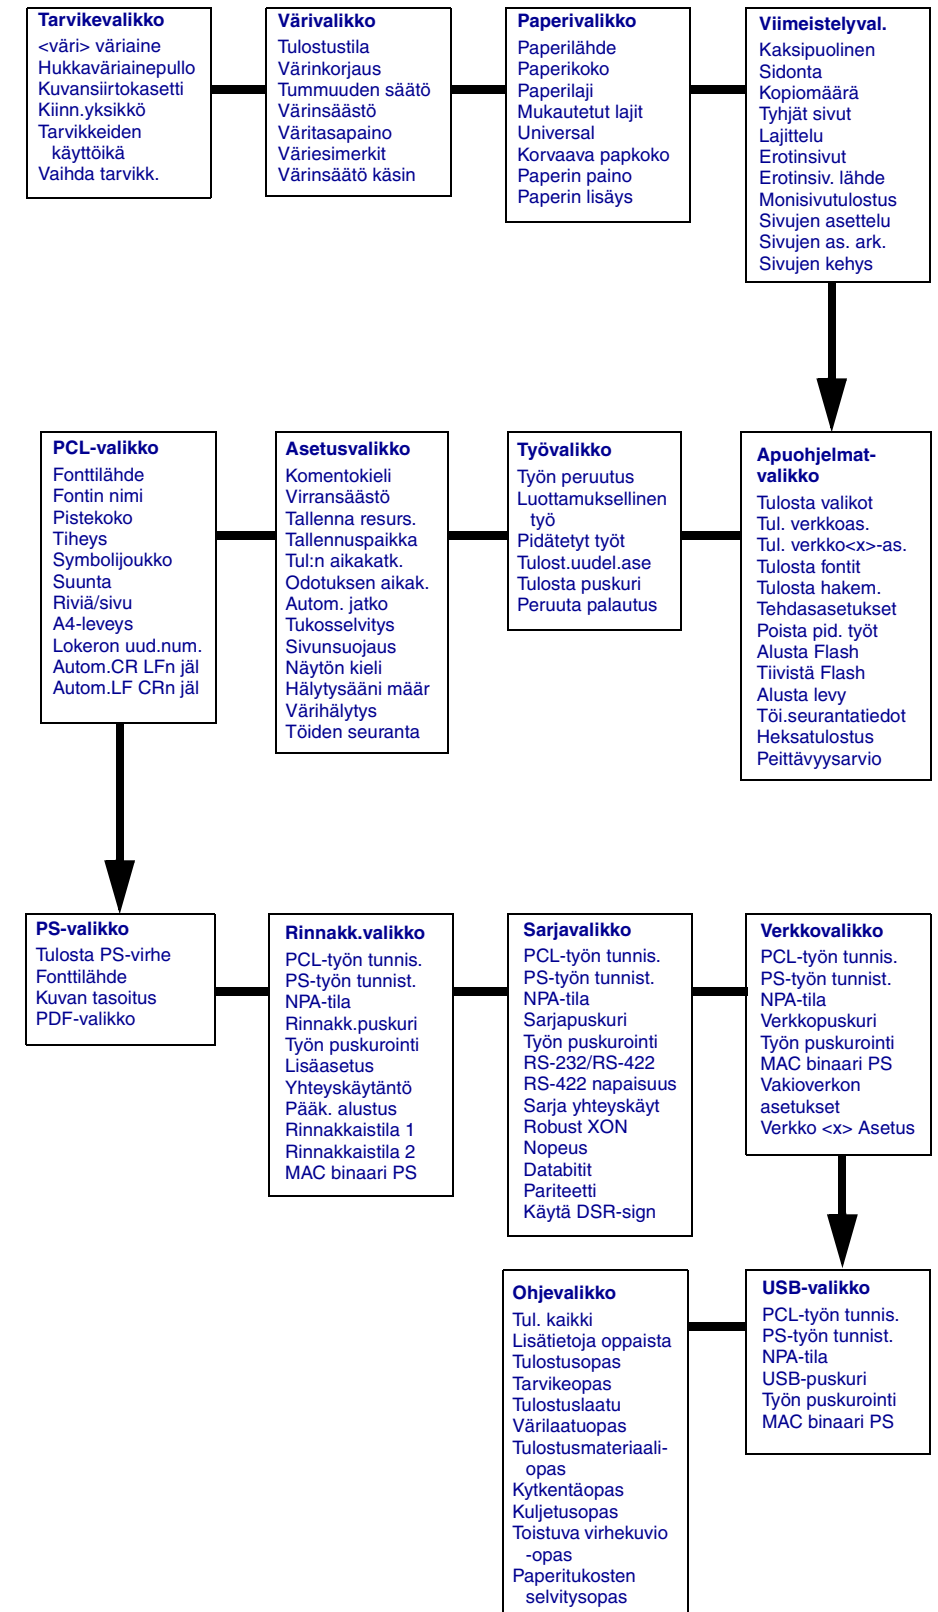 Tarvikevalikko
<väri> väriaine
Hukkaväriainepullo
Kuvansiirtokasetti
Kiinn.yksikkö
Tarvikkeiden
käyttöikä
Vaihda tarvikk.
Värivalikko
Tulostustila
Värinkorjaus
Tummuuden säätö
Värinsäästö
Väritasapaino
Väriesimerkit
Värinsäätö käsin
Paperivalikko
Paperilähde
Paperikoko
Paperilaji
Mukautetut lajit
Universal
Korvaava papkoko
Paperin paino
Paperin lisäys
Viimeistelyval.
Kaksipuolinen
Sidonta
Kopiomäärä
Tyhjät sivut
Lajittelu
Erotinsivut
Erotinsiv. lähde
Monisivutulostus
Sivujen asettelu
Sivujen as. ark.
Sivujen kehys
PCL-valikko
Fonttilähde
Fontin nimi
Pistekoko
Tiheys
Symbolijoukko
Suunta
Riviä/sivu
A4-leveys
Lokeron uud.num.
Autom.CR LFn jäl
Autom.LF CRn jäl
Asetusvalikko
Komentokieli
Virransäästö
Tallenna resurs.
Tallennuspaikka
Tul:n aikakatk.
Odotuksen aikak.
Autom. jatko
Tukosselvitys
Sivunsuojaus
Näytön kieli
Hälytysääni määr
Värihälytys
Töiden seuranta
Työvalikko
Työn peruutus
Luottamuksellinen
työ
Pidätetyt työt
Tulost.uudel.ase
Tulosta puskuri
Peruuta palautus
Apuohjelmat-
valikko
Tulosta valikot
Tul. verkkoas.
Tul. verkko<x>-as.
Tulosta fontit
Tulosta hakem.
Tehdasasetukset
Poista pid. työt
Alusta Flash
Tiivistä Flash
Alusta levy
Töi.seurantatiedot
Heksatulostus
Peittävyysarvio
PS-valikko
Tulosta PS-virhe
Fonttilähde
Kuvan tasoitus
PDF-valikko
Rinnakk.valikko
PCL-työn tunnis.
PS-työn tunnist.
NPA-tila
Rinnakk.puskuri
Työn puskurointi
Lisäasetus
Yhteyskäytäntö
Pääk. alustus
Rinnakkaistila 1
Rinnakkaistila 2
MAC binaari PS
Sarjavalikko
PCL-työn tunnis.
PS-työn tunnist.
NPA-tila
Sarjapuskuri
Työn puskurointi
RS-232/RS-422
RS-422 napaisuus
Sarja yhteyskäyt
Robust XON
Nopeus
Databitit
Pariteetti
Käytä DSR-sign
Verkkovalikko
PCL-työn tunnis.
PS-työn tunnist.
NPA-tila
Verkkopuskuri
Työn puskurointi
MAC binaari PS
Vakioverkon
asetukset
Verkko <x> Asetus
Ohjevalikko
Tul. kaikki
Lisätietoja oppaista
Tulostusopas
Tarvikeopas
Tulostuslaatu
Värilaatuopas
Tulostusmateriaali-
opas
Kytkentäopas
Kuljetusopas
Toistuva virhekuvio
-opas
Paperitukosten
selvitysopas
USB-valikko
PCL-työn tunnis.
PS-työn tunnist.
NPA-tila
USB-puskuri
Työn puskurointi
MAC binaari PS